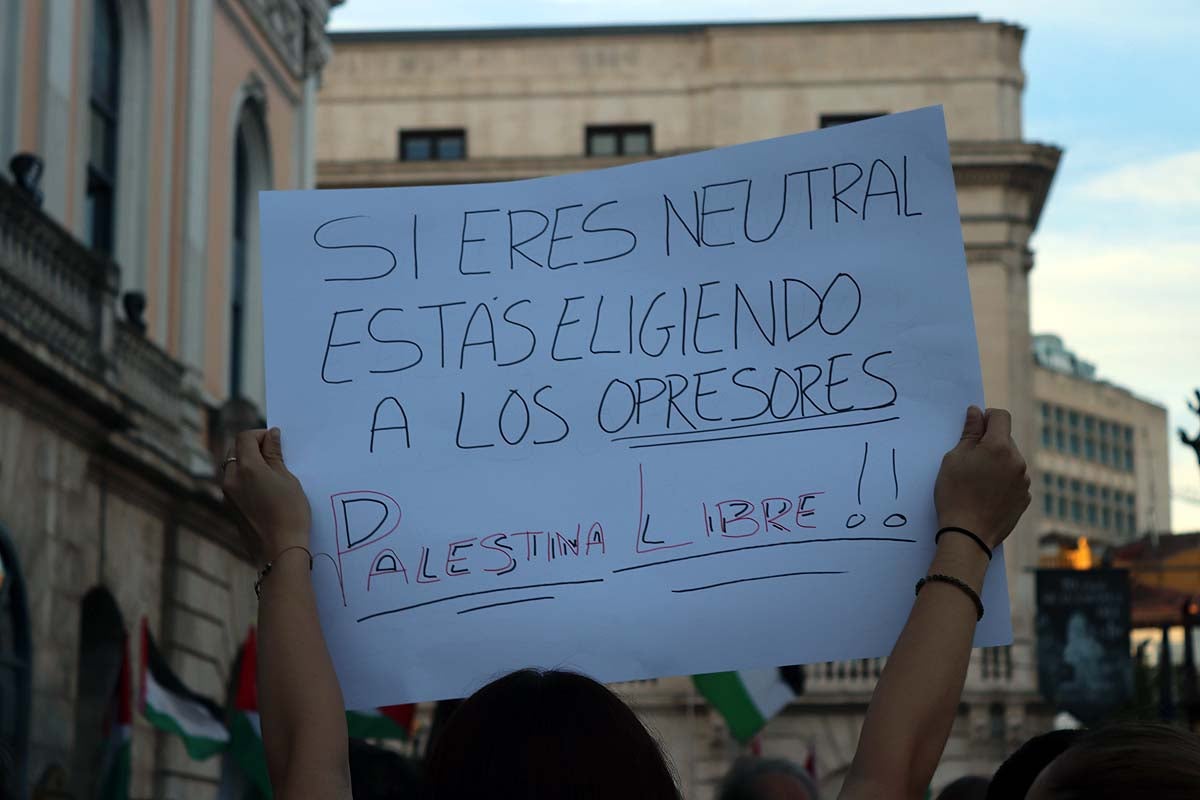 SI ERES NEUTRAL
ESTÁS ELIGIENDO
A LOS OPRESORES
PALESTINA LIBRE!!